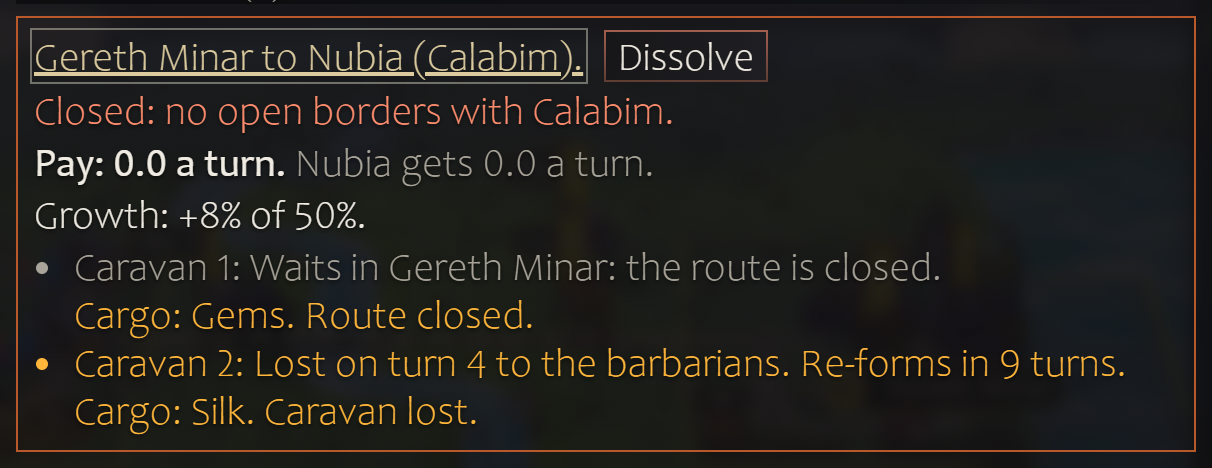 Gereth Minar to Nubia (Calabim). Dissolve
Closed: no open borders with Calabim.
Pay: 0.0 a turn. Nubia gets 0.0 a turn.
Growth: +8% of 50%.
• Caravan 1: Waits in Gereth Minar: the route is closed.
Cargo: Gems. Route closed.
• Caravan 2: Lost on turn 4 to the barbarians. Re-forms in 9 turns.
Cargo: Silk. Caravan lost.